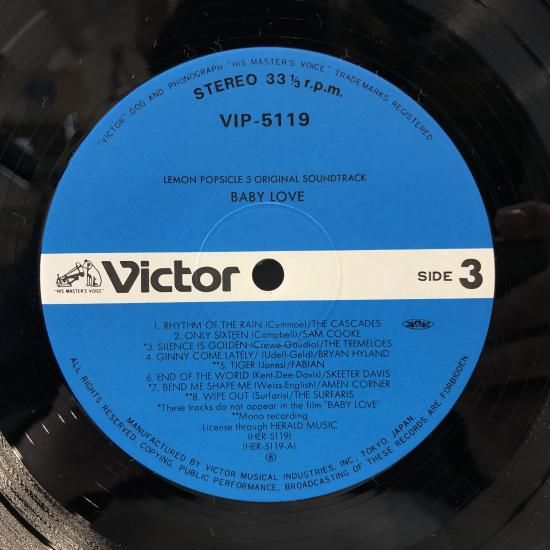 "VICTOR"-DOG AND PHONOGRAPH "HIS MASTER'S VOICE" TRADEMARKS REGISTERED
STEREO 33 1/3 r.p.m.
VIP-5119
LEMON POPSICLE 5 ORIGINAL SOUNDTRACK
BABY LOVE
"HIS MASTER'S VOICE"
Victor
SIDE 3
1. RHYTHM OF THE RAIN (Cummoe)/THE CASCADES
JASRAC
2. ONLY SIXTEEN (Campbell)/SAM COOKE
*3. SILENCE IS GOLDEN (Crewe-Gaudio)/THE TREMELOES
4. GINNY COME LATELY/ (Udell-Geld)/BRYAN HYLAND
**5. TIGER (Jones)/FABIAN
6. END OF THE WORLD (Kent-Dee-Davis)/SKEETER DAVIS
*7. BEND ME SHAPE ME (Weiss-English)/AMEN CORNER
**8. WIPE OUT (Surfaris)/THE SURFARIS
*These tracks do not appear in the film "BABY LOVE"
**Mono recording
License through HERALD MUSIC
(HER-5119)
(HER-5119-A)
Ⓢ
MANUFACTURED BY VICTOR MUSICAL INDUSTRIES, INC. TOKYO, JAPAN.
ALL RIGHTS RESERVED. COPYING, PUBLIC PERFORMANCE, BROADCASTING OF THESE RECORDS ARE FORBIDDEN